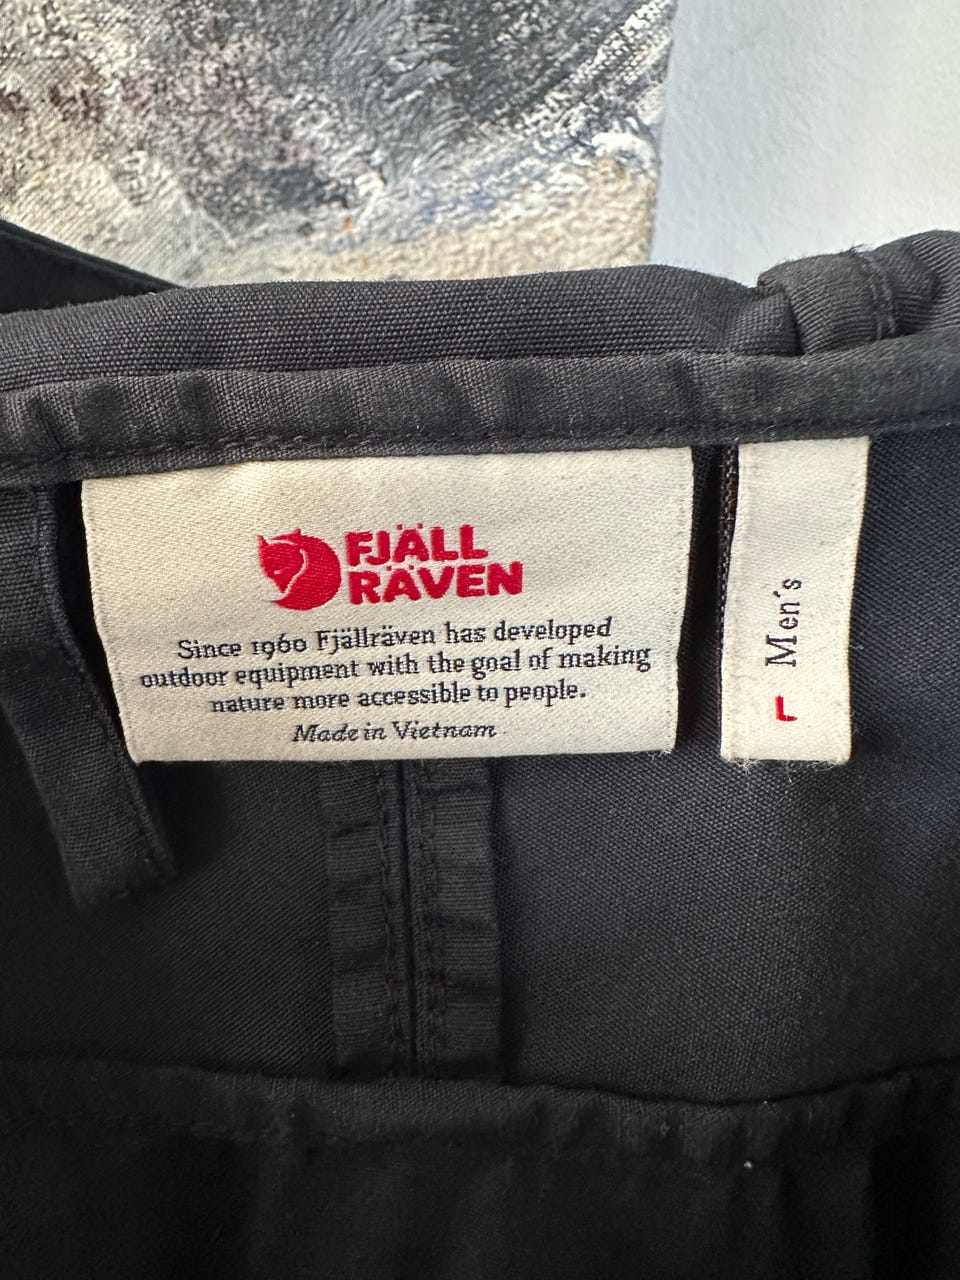 FJÄLL
RÄVEN
Since 1960 Fjällräven has developed
outdoor equipment with the goal of making
nature more accessible to people.
Made in Vietnam
L Men's